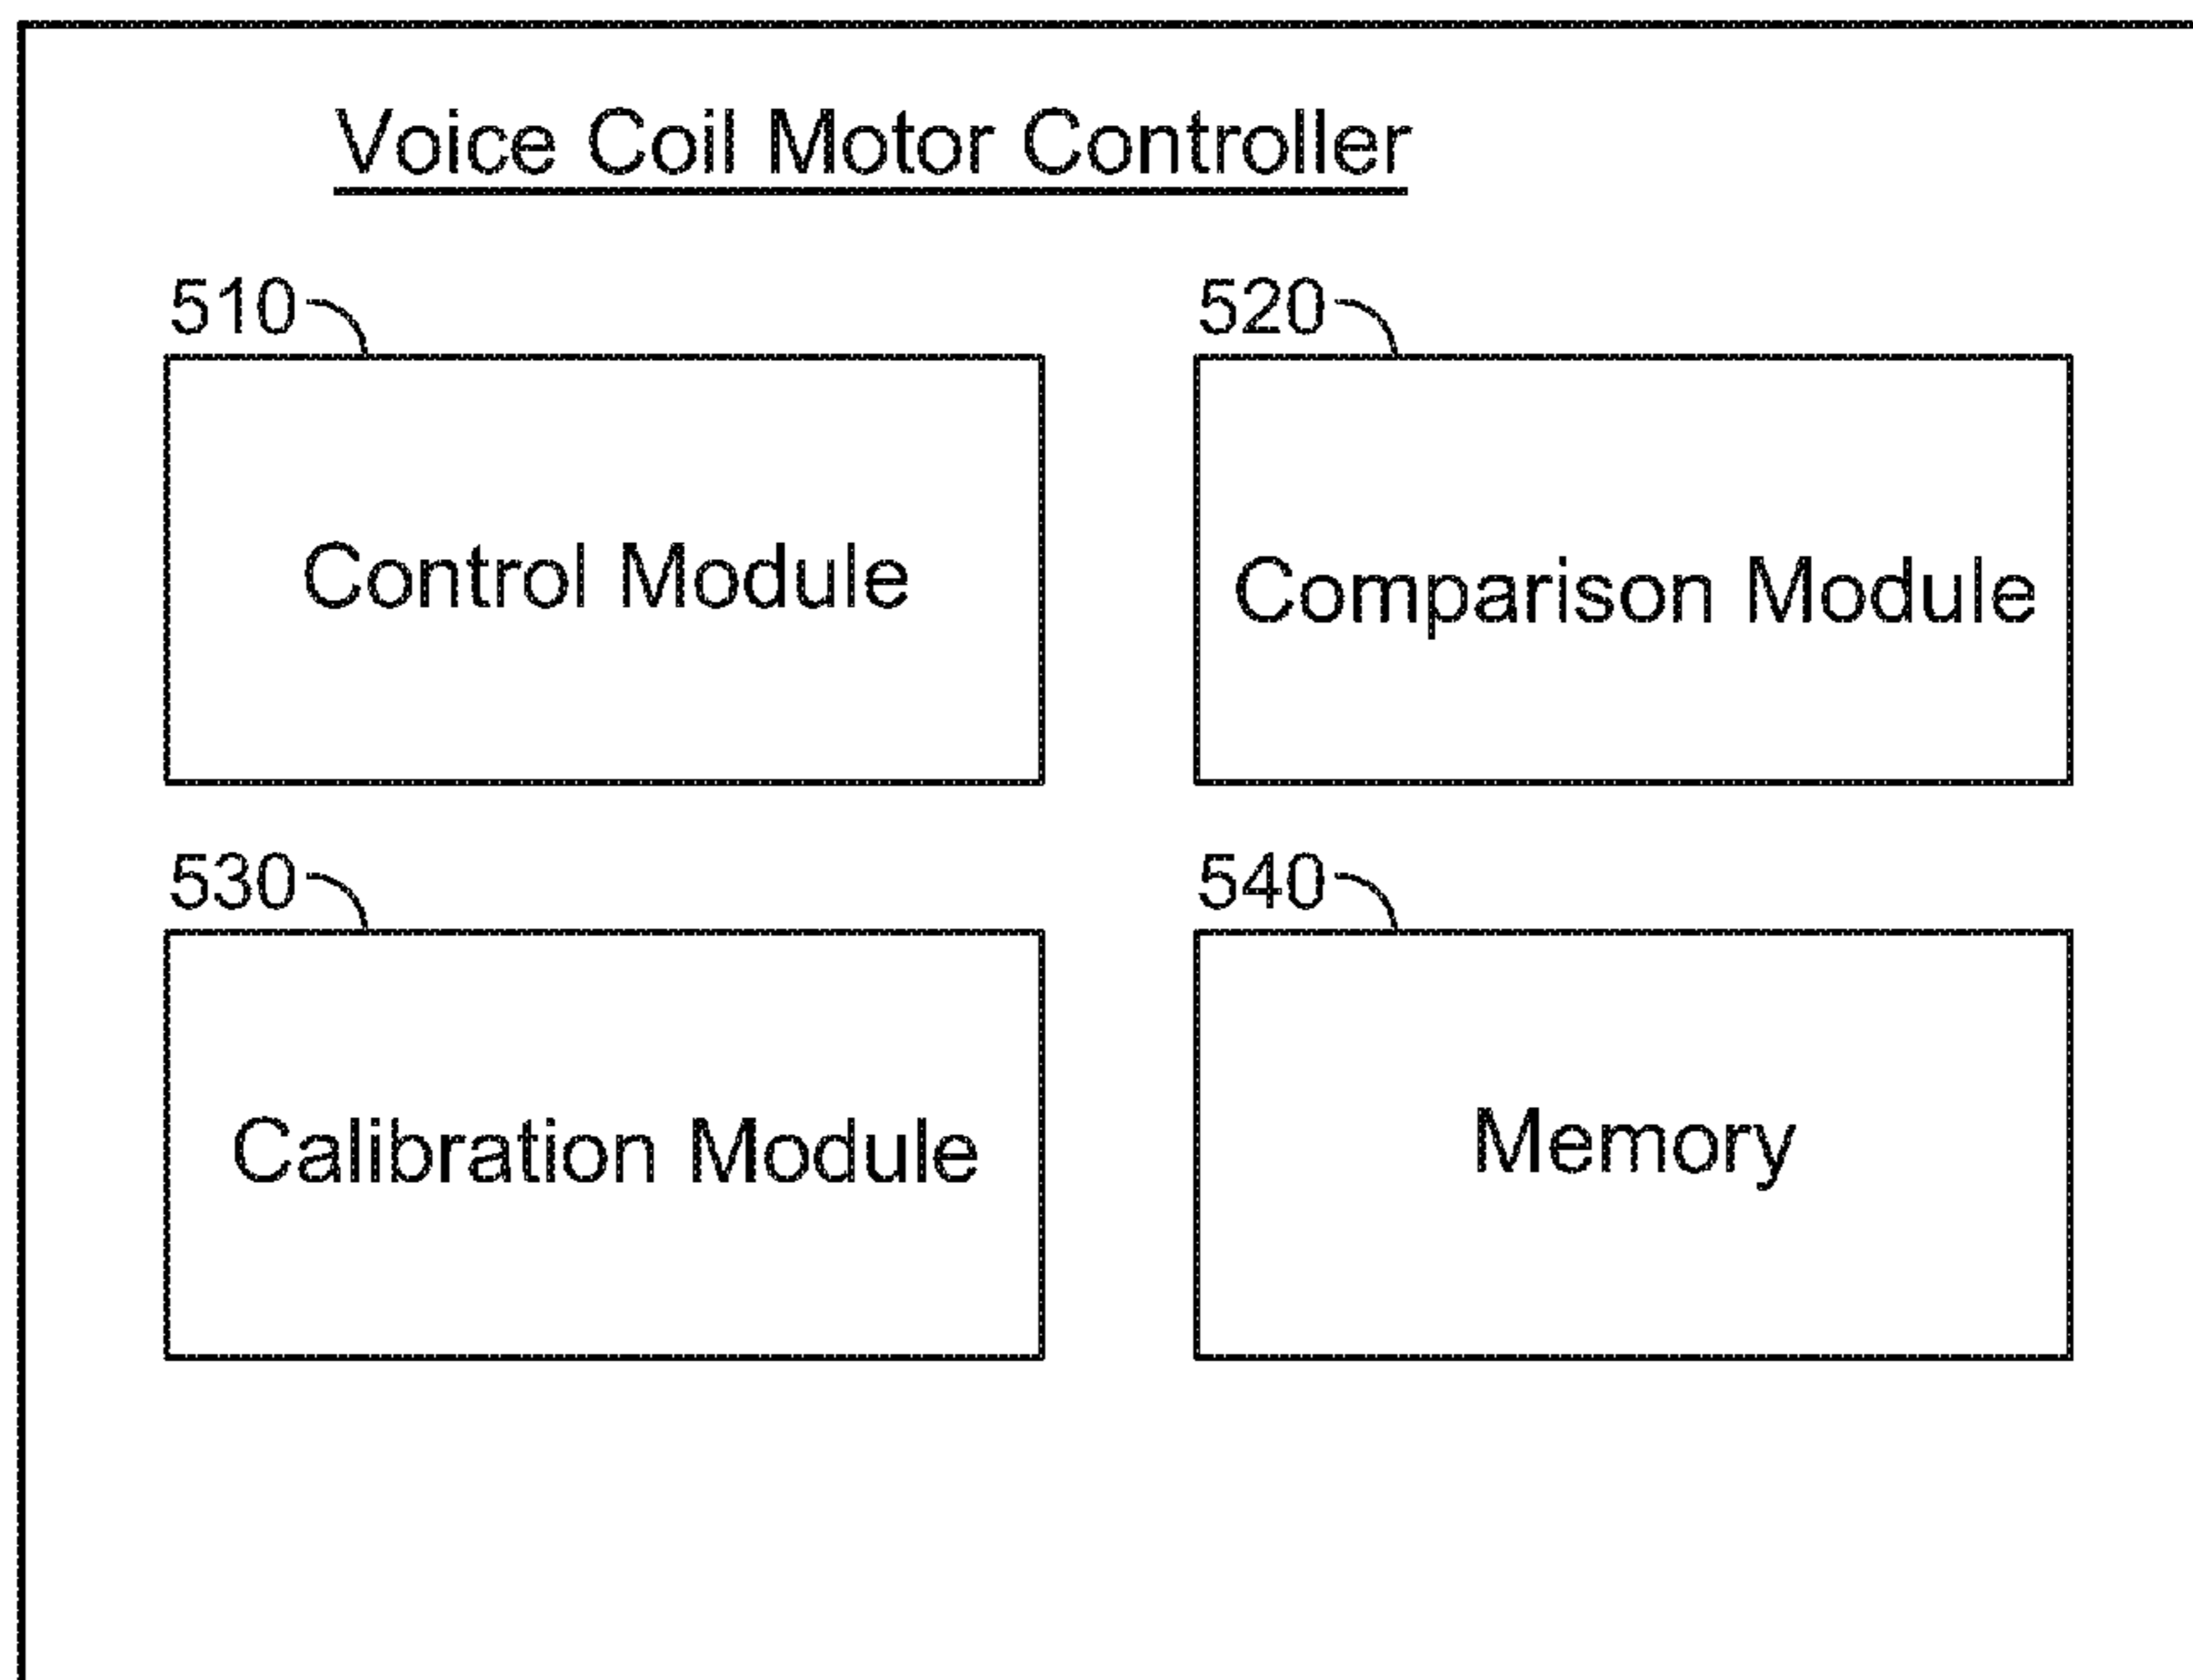 Voice Coil Motor Controller
510
520
Control Module
Comparison Module
530
540
Calibration Module
Memory